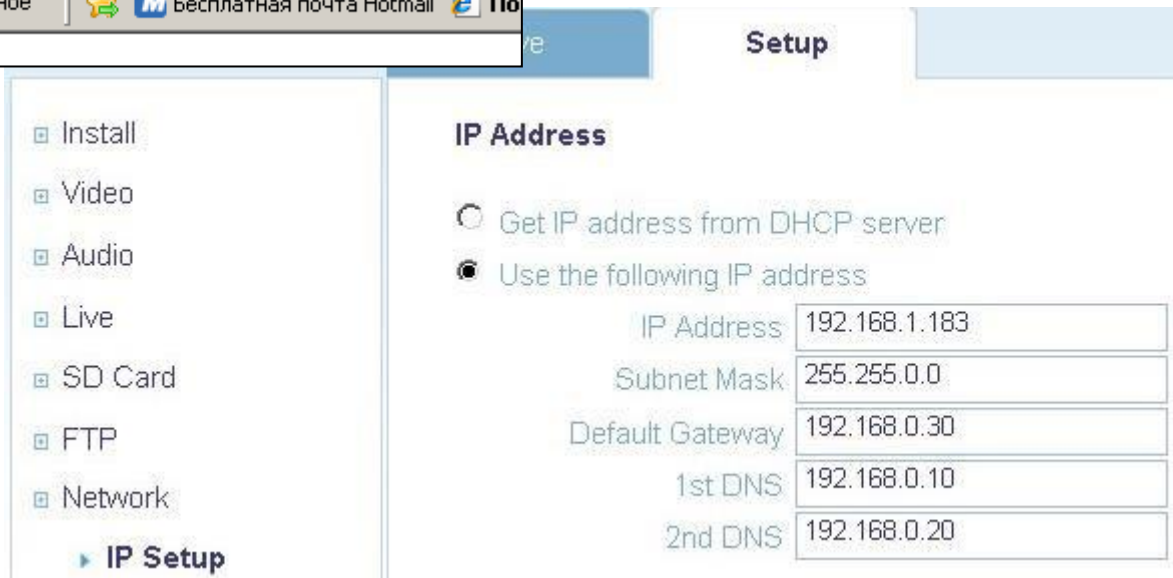 Бесплатная почта Hotmail
Setup
Install
Video
Audio
Live
SD Card
FTP
Network
IP Setup
IP Address
Get IP address from DHCP server
Use the following IP address
IP Address 192.168.1.183
Subnet Mask 255.255.0.0
Default Gateway 192.168.0.30
1st DNS 192.168.0.10
2nd DNS 192.168.0.20